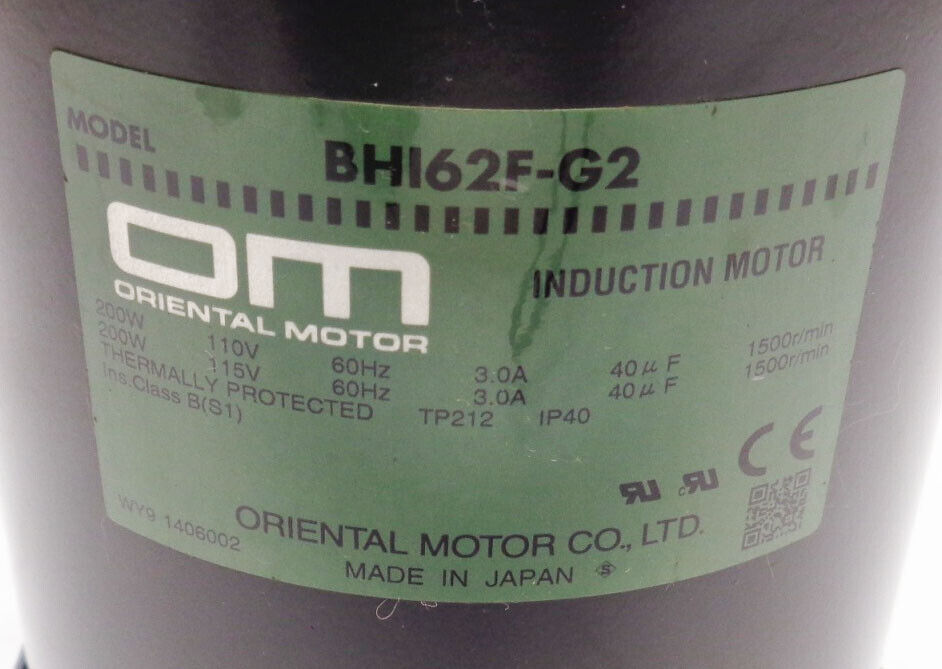 MODEL BHI62F-G2
OM
ORIENTAL MOTOR
INDUCTION MOTOR
200W 110V 60Hz 3.0A 40μF 1500r/min
200W 115V 60Hz 3.0A 40μF 1500r/min
THERMALLY PROTECTED TP212 IP40
Ins.Class B(S1)
RU cRU CE
WY9 1406002
ORIENTAL MOTOR CO., LTD.
MADE IN JAPAN S